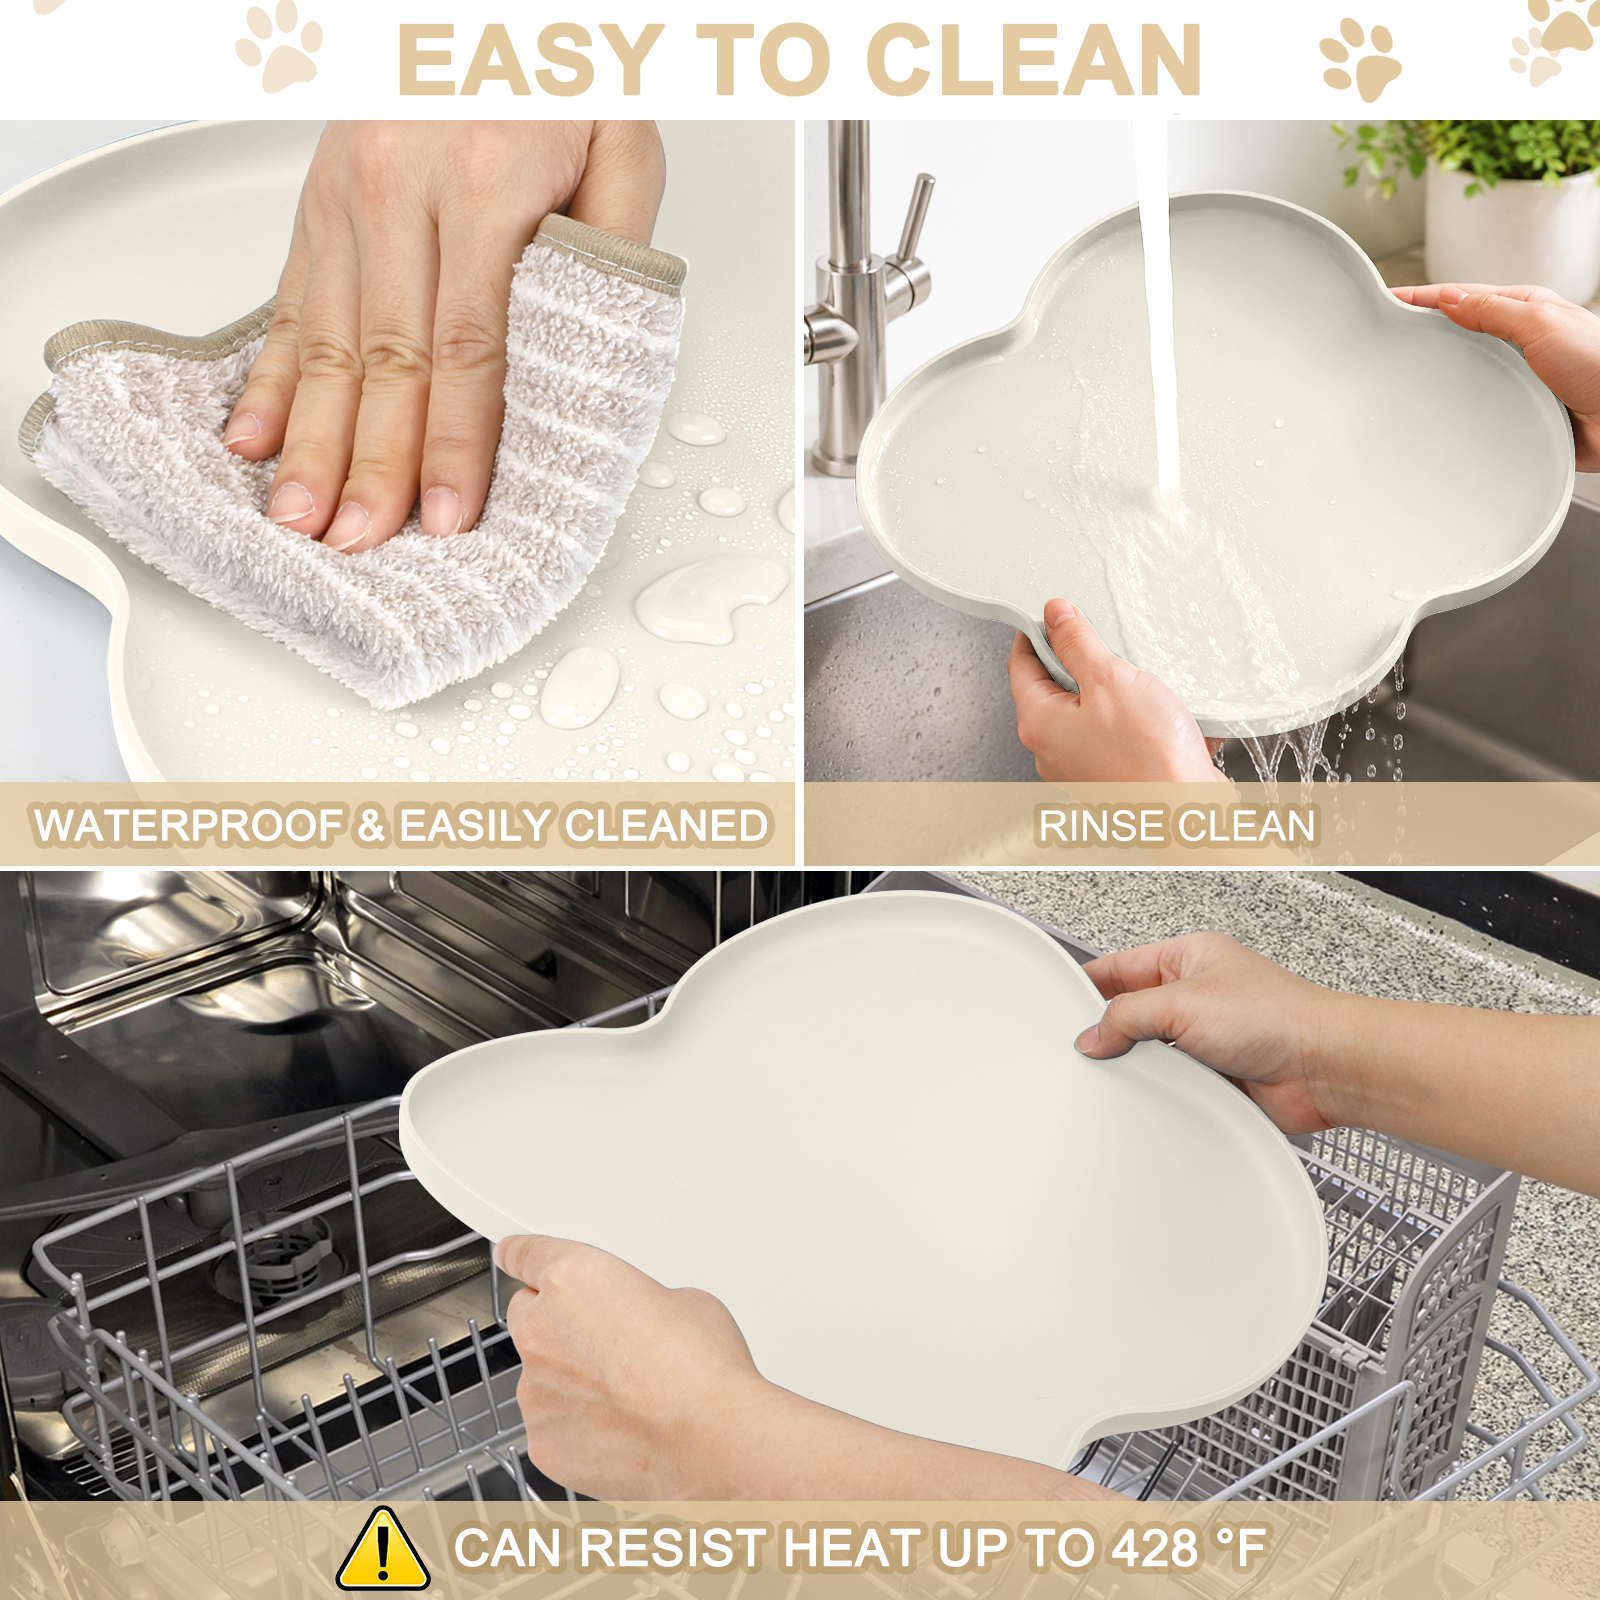 EASY TO CLEAN
WATERPROOF & EASILY CLEANED
RINSE CLEAN
CAN RESIST HEAT UP TO 428 °F